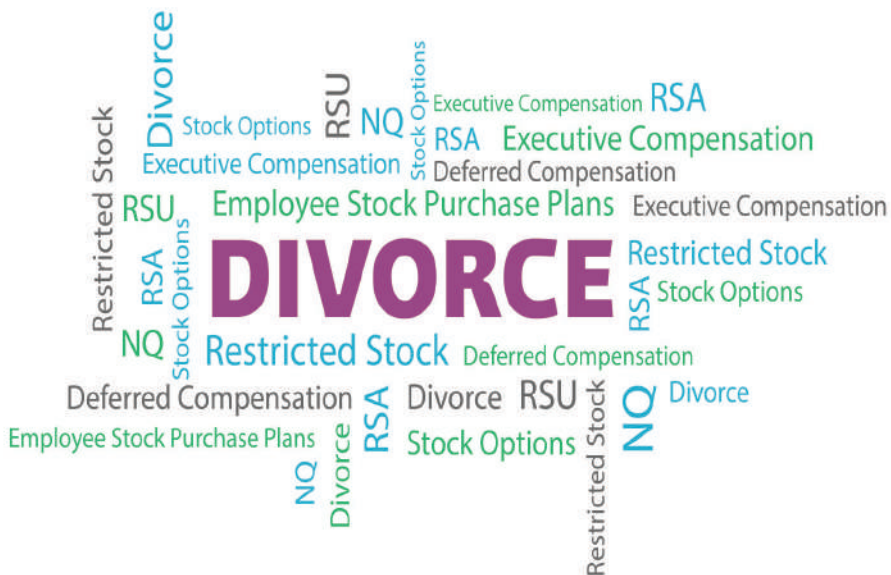 Divorce
Stock Options
RSU
NQ
Stock Options
Executive Compensation
RSA
RSA
Executive Compensation
Executive Compensation
Deferred Compensation
Restricted Stock
RSU
Employee Stock Purchase Plans
Executive Compensation
RSA
Stock Options
DIVORCE
Restricted Stock
RSA
Stock Options
NQ
Restricted Stock
Deferred Compensation
Deferred Compensation
RSA
Divorce
RSU
Restricted Stock
NQ
Divorce
Employee Stock Purchase Plans
NQ
Divorce
Stock Options